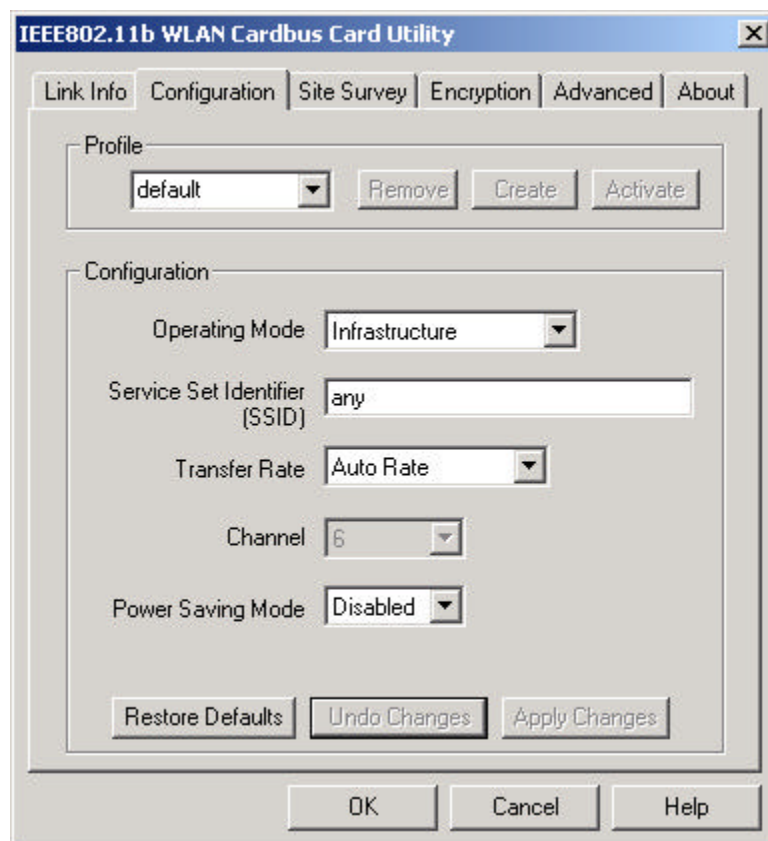 IEEE802.11b WLAN Cardbus Card Utility
Link Info Configuration Site Survey Encryption Advanced About
Profile
default Remove Create Activate
Configuration
Operating Mode Infrastructure
Service Set Identifier
(SSID) any
Transfer Rate Auto Rate
Channel 6
Power Saving Mode Disabled
Restore Defaults Undo Changes Apply Changes
OK Cancel Help